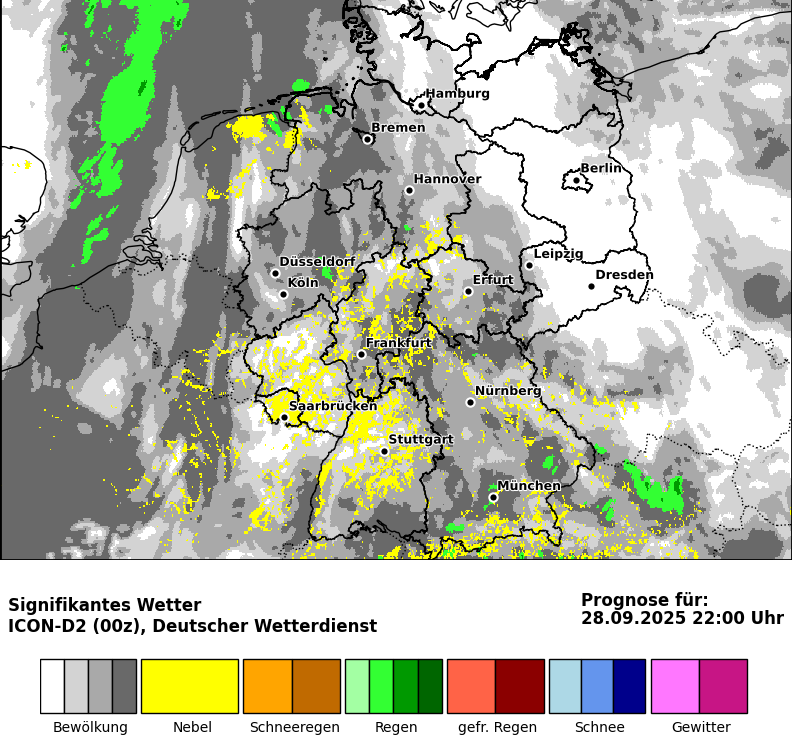 Hamburg
Bremen
Berlin
Hannover
Leipzig
Düsseldorf
Dresden
Köln
Erfurt
Frankfurt
Nürnberg
Saarbrücken
Stuttgart
München
Signifikantes Wetter
ICON-D2 (00z), Deutscher Wetterdienst
Prognose für:
28.09.2025 22:00 Uhr
Bewölkung
Nebel
Schneeregen
Regen
gefr. Regen
Schnee
Gewitter